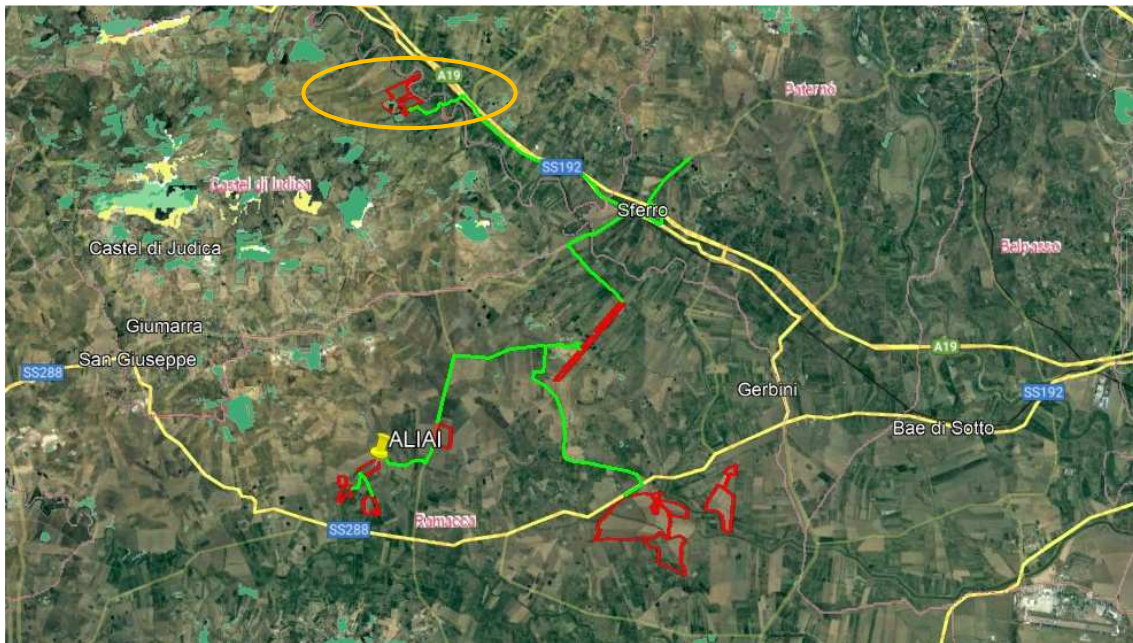 A19
Paternò
SS192
Castel di Iudica
Sferro
Castel di Judica
Belpasso
Giumarra
San Giuseppe
A19
SS288
Gerbini
SS192
ALIAI
Bae di Sotto
Ramacca
SS288